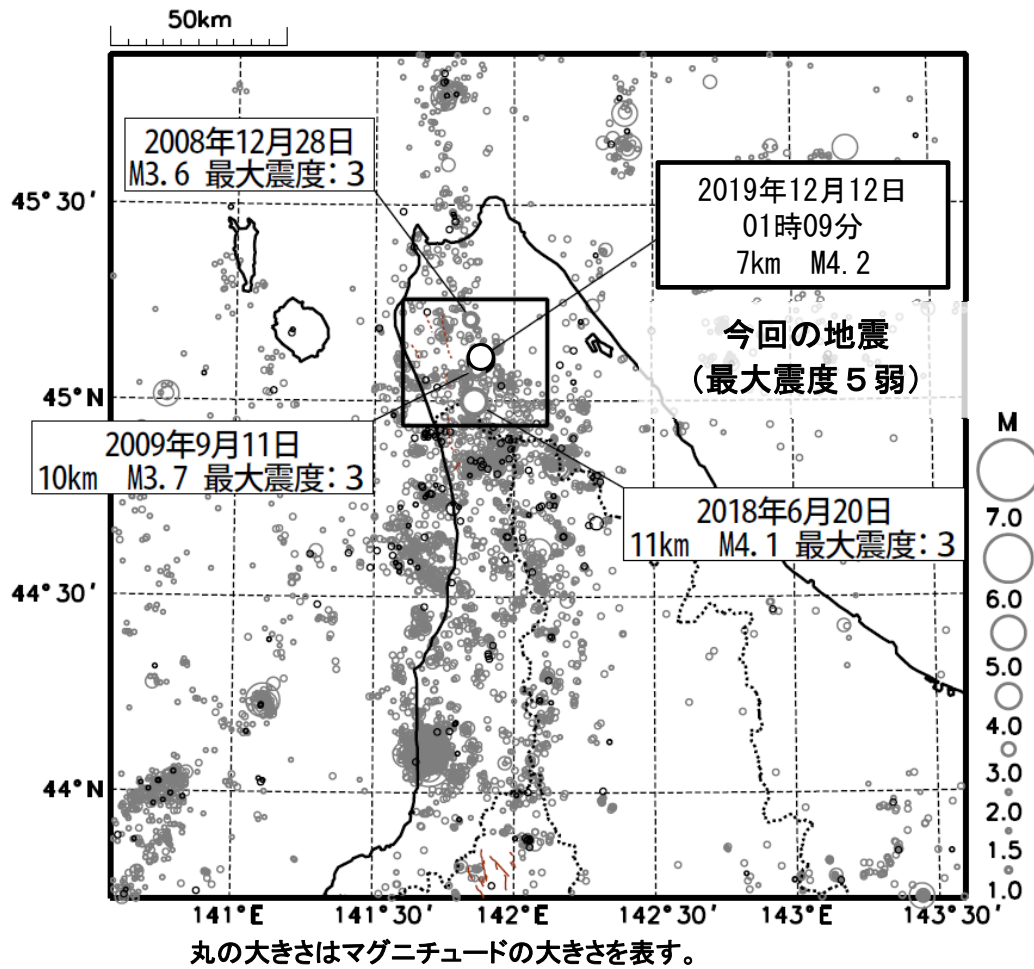 50km
2008年12月28日
M3.6 最大震度:3
45°30′
2019年12月12日
01時09分
7km M4.2
今回の地震
(最大震度5弱)
45°N
2009年9月11日
10km M3.7 最大震度:3
2018年6月20日
11km M4.1 最大震度:3
M
7.0
6.0
5.0
4.0
3.0
2.0
1.5
1.0
44°30′
44°N
141°E
141°30′
142°E
142°30′
143°E
143°30′
丸の大きさはマグニチュードの大きさを表す。